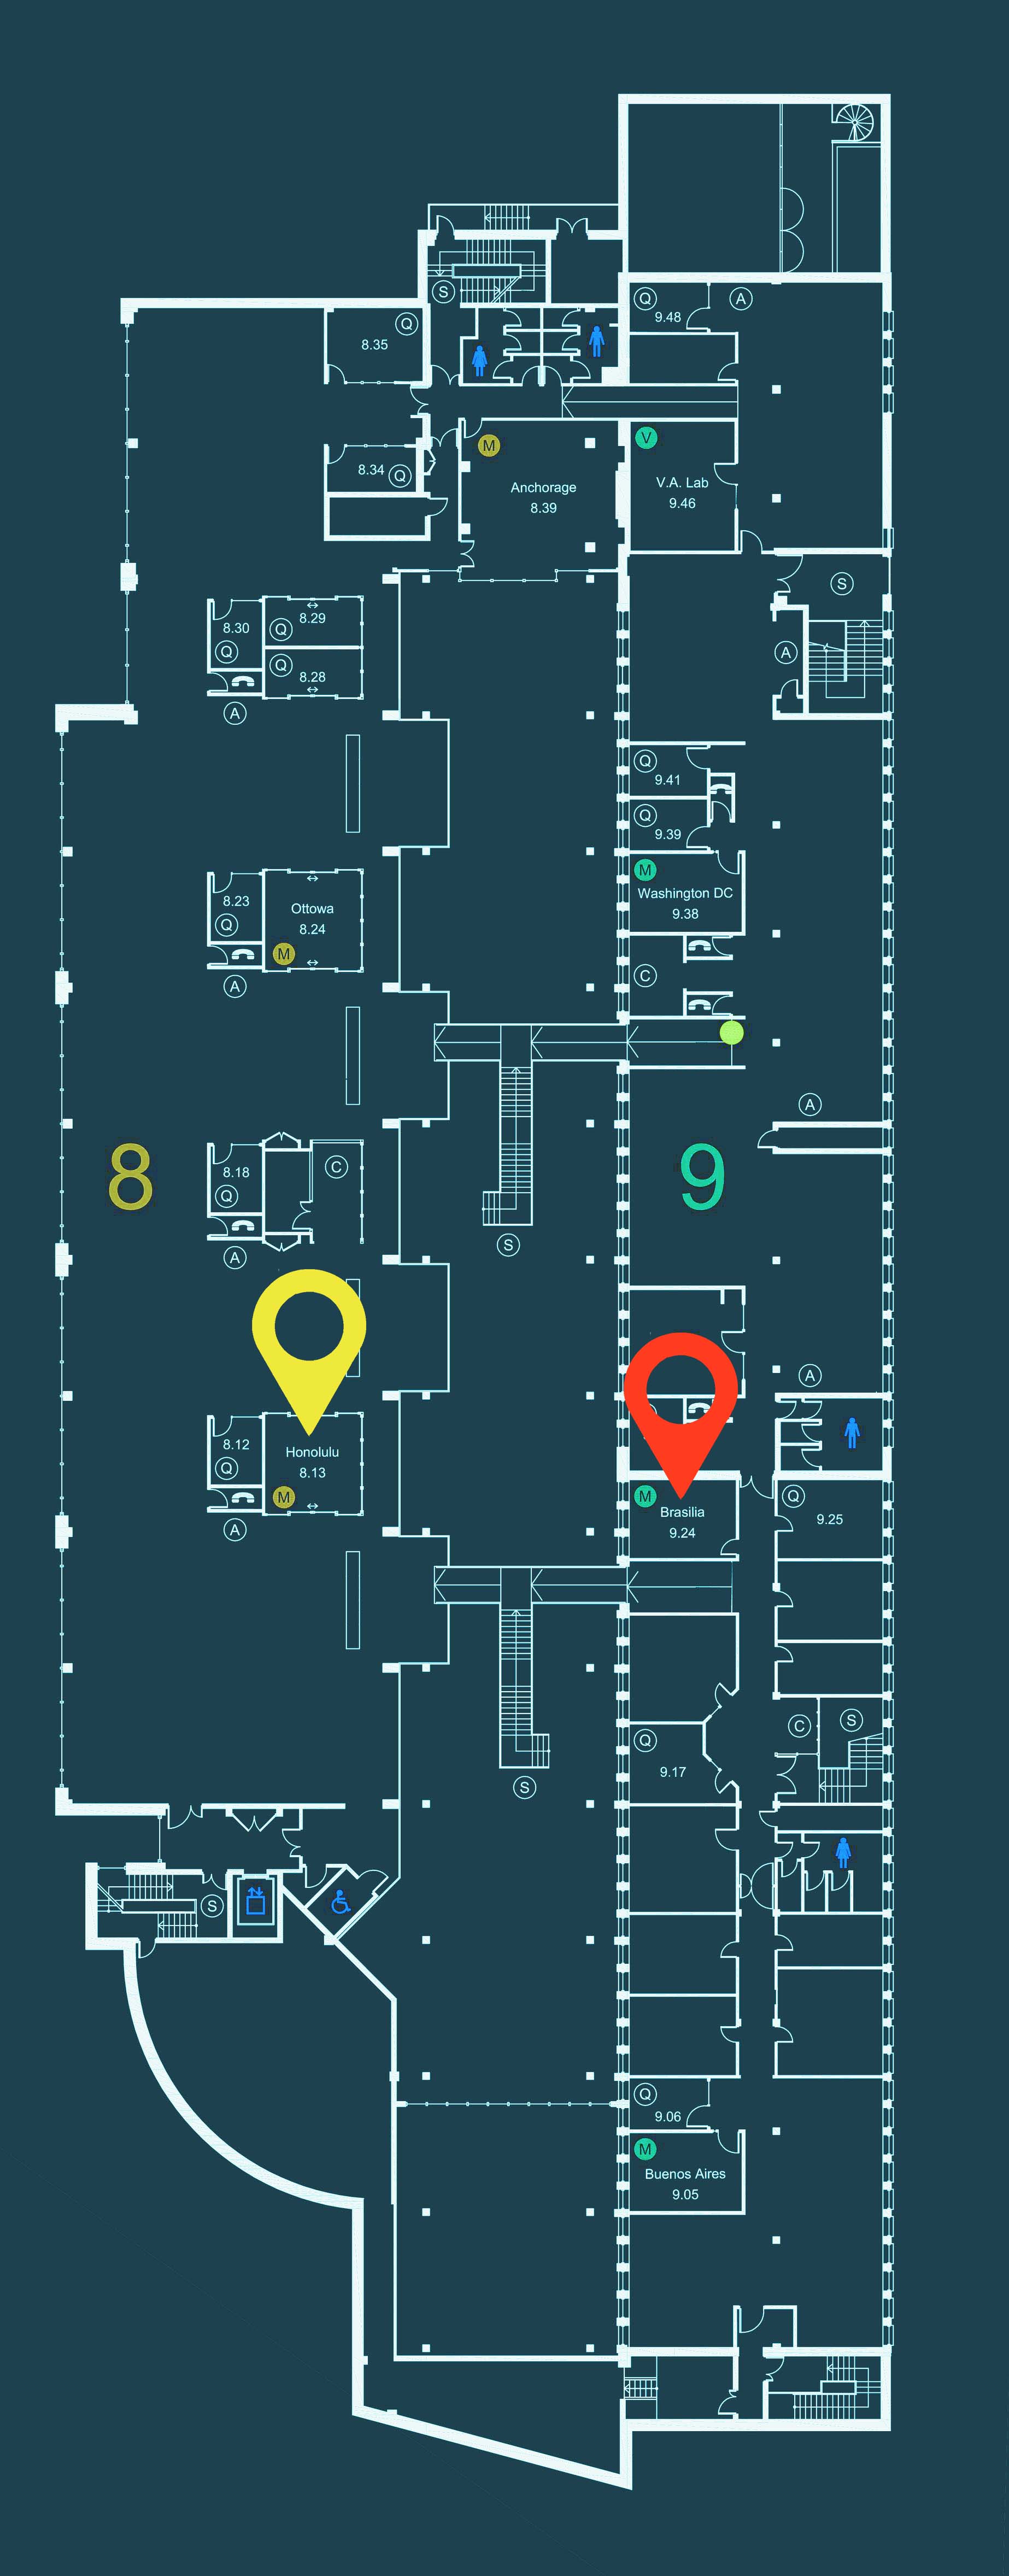 S
Q
9.48
A
Q
8.35
8.34
Q
M
Anchorage
8.39
V
V.A. Lab
9.46
S
A
8.30
Q
8.29
Q
Q
8.28
A
Q
9.41
Q
9.39
M
Washington DC
9.38
C
8.23
Q
Ottowa
8.24
M
A
A
8
9
8.18
Q
C
A
S
A
8.12
Q
Honolulu
8.13
M
A
M
Brasilia
9.24
Q
9.25
Q
9.17
C
S
S
S
Q
9.06
M
Buenos Aires
9.05